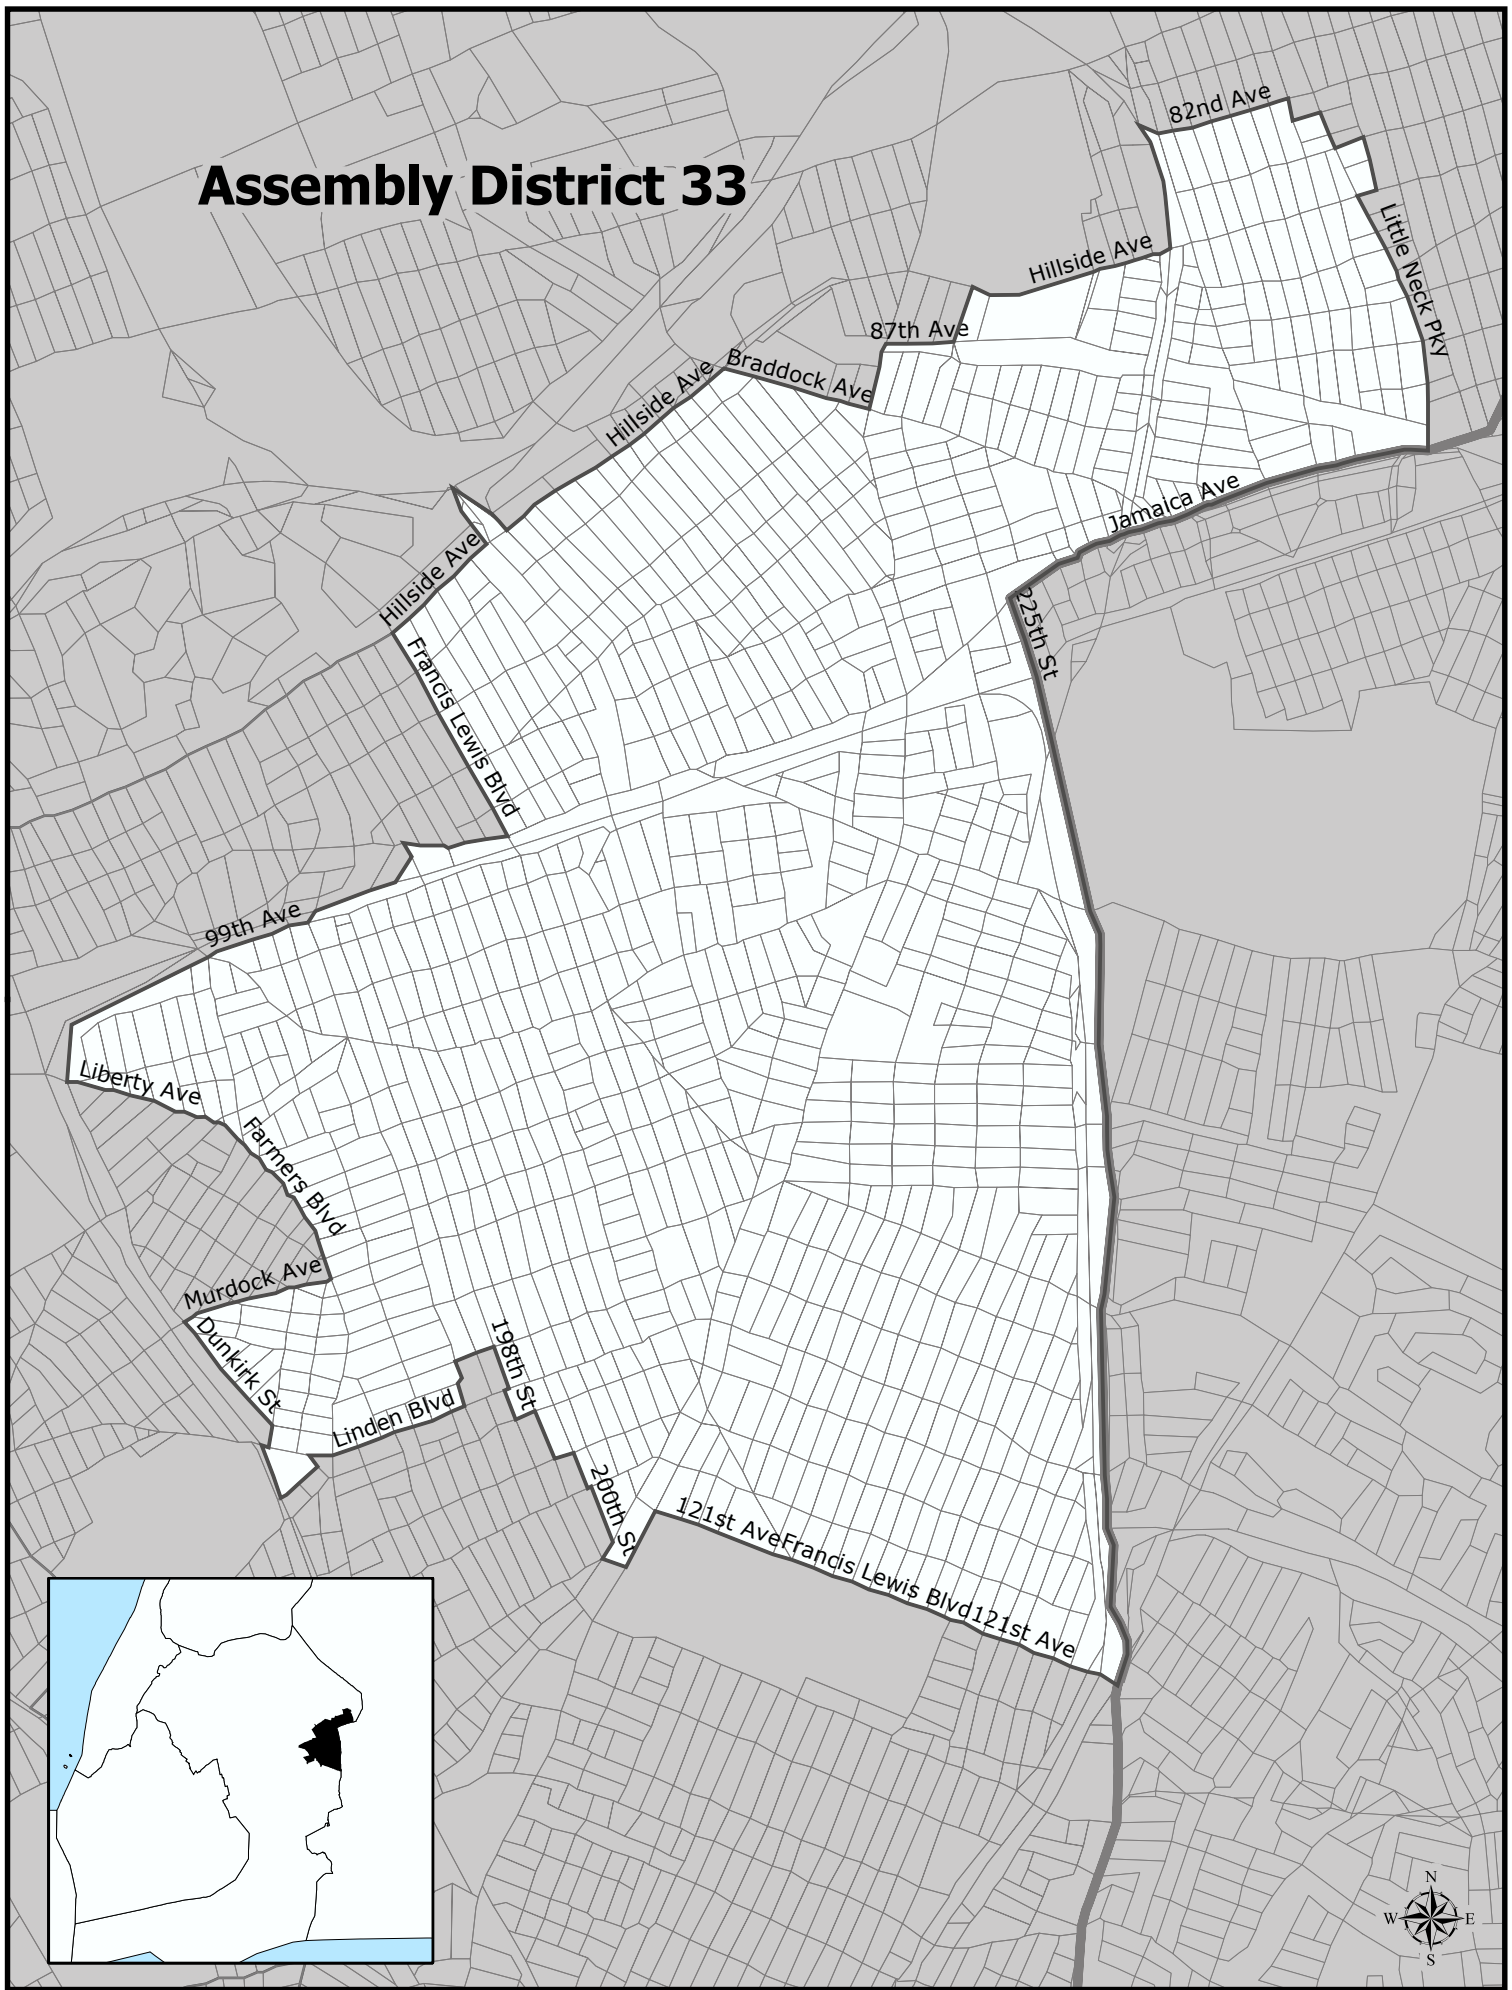 82nd Ave
Assembly District 33
Little Neck Pky
Hillside Ave
87th Ave
Braddock Ave
Hillside Ave
Jamaica Ave
Hillside Ave
225th St
Francis Lewis Blvd
99th Ave
Liberty Ave
Farmers Blvd
Murdock Ave
Dunkirk St
198th St
Linden Blvd
200th St
121st Ave
Francis Lewis Blvd
121st Ave
N
W
E
S